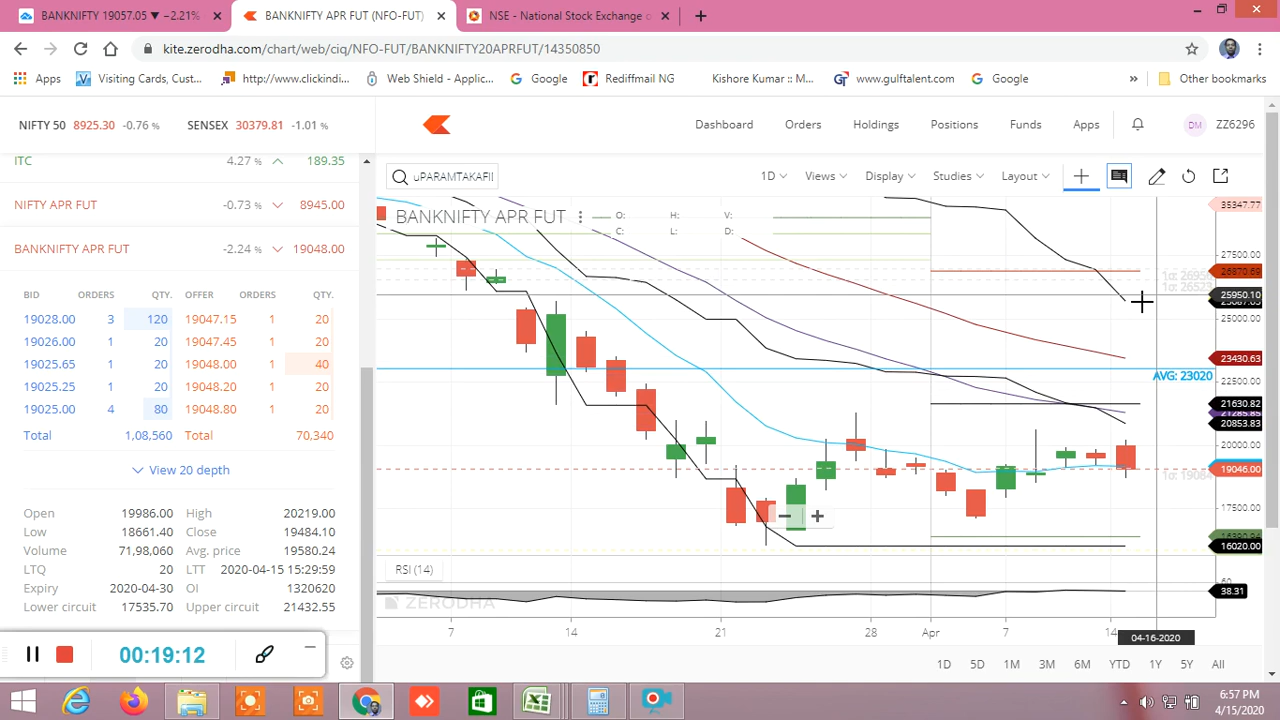 BANKNIFTY 19057.05 ▼ −2.21% ×
BANKNIFTY APR FUT (NFO-FUT) ×
NSE - National Stock Exchange o ×
kite.zerodha.com/chart/web/ciq/NFO-FUT/BANKNIFTY20APRFUT/14350850
Apps
Visiting Cards, Cust...
http://www.clickindi...
Web Shield - Applic...
Google
Rediffmail NG
Kishore Kumar :: M...
www.gulftalent.com
Google
»
Other bookmarks
NIFTY 50 8925.30 -0.76 %
SENSEX 30379.81 -1.01 %
Dashboard
Orders
Holdings
Positions
Funds
Apps
DM
ZZ6296
ITC 4.27 % 189.35
NIFTY APR FUT -0.73 % 8945.00
BANKNIFTY APR FUT -2.24 % 19048.00
BID ORDERS QTY. OFFER ORDERS QTY.
19028.00 3 120 19047.15 1 20
19026.00 1 20 19047.45 1 20
19025.65 1 20 19048.00 1 40
19025.25 1 20 19048.20 1 20
19025.00 4 80 19048.80 1 20
Total 1,08,560 Total 70,340
View 20 depth
Open 19986.00 High 20219.00
Low 18661.40 Close 19484.10
Volume 71,98,060 Avg. price 19580.24
LTQ 20 LTT 2020-04-15 15:29:59
Expiry 2020-04-30 OI 1320620
Lower circuit 17535.70 Upper circuit 21432.55
00:19:12
1D
Views
Display
Studies
Layout
BANKNIFTY APR FUT
O: H: V:
C: L: D:
35347.77
27500.00
26870.69
25950.10
25000.00
23430.63
AVG: 23020
22500.00
21630.82
20853.83
20000.00
19046.00
17500.00
16020.00
RSI (14)
60
38.31
ZERODHA
7 14 21 28 Apr 7 14
04-16-2020
1D 5D 1M 3M 6M YTD 1Y 5Y All
6:57 PM
4/15/2020